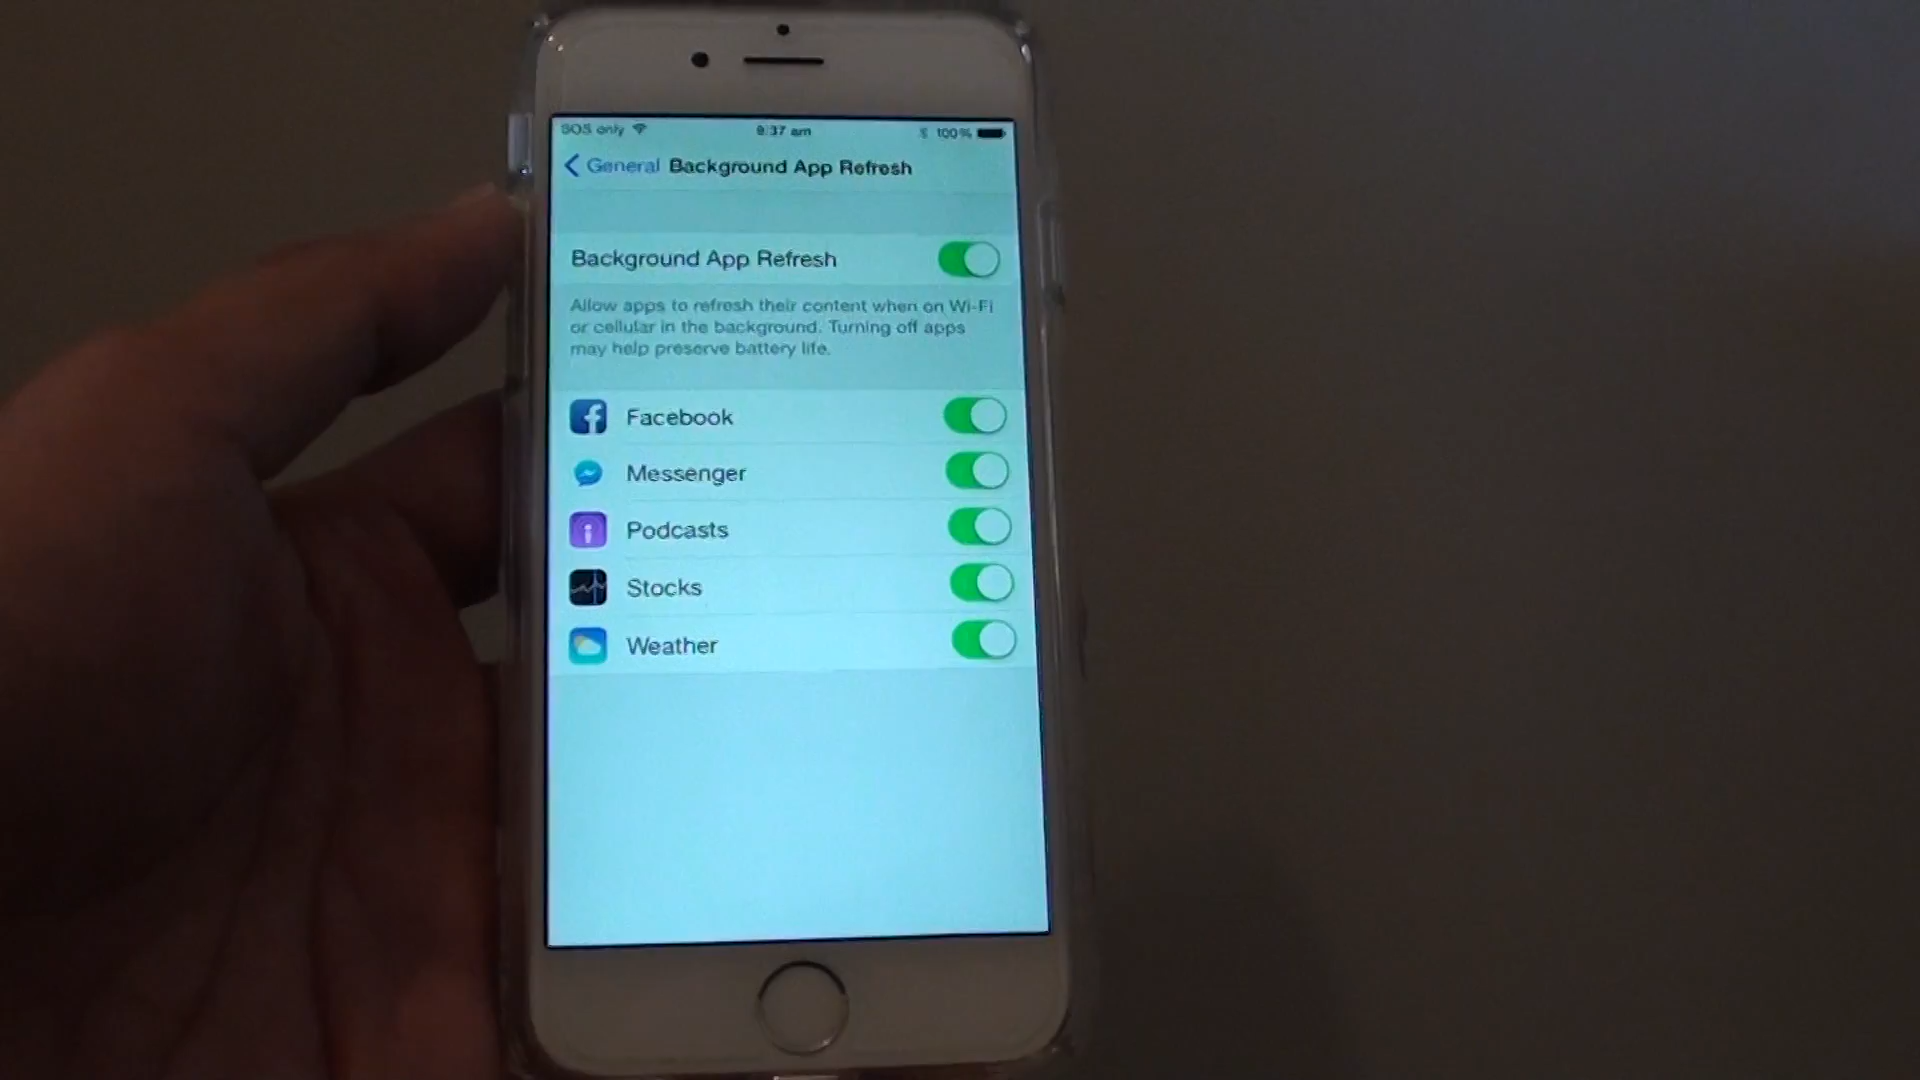 SOS only 9:37 am 100%
General Background App Refresh
Background App Refresh
Allow apps to refresh their content when on Wi-Fi
or cellular in the background. Turning off apps
may help preserve battery life.
Facebook
Messenger
Podcasts
Stocks
Weather